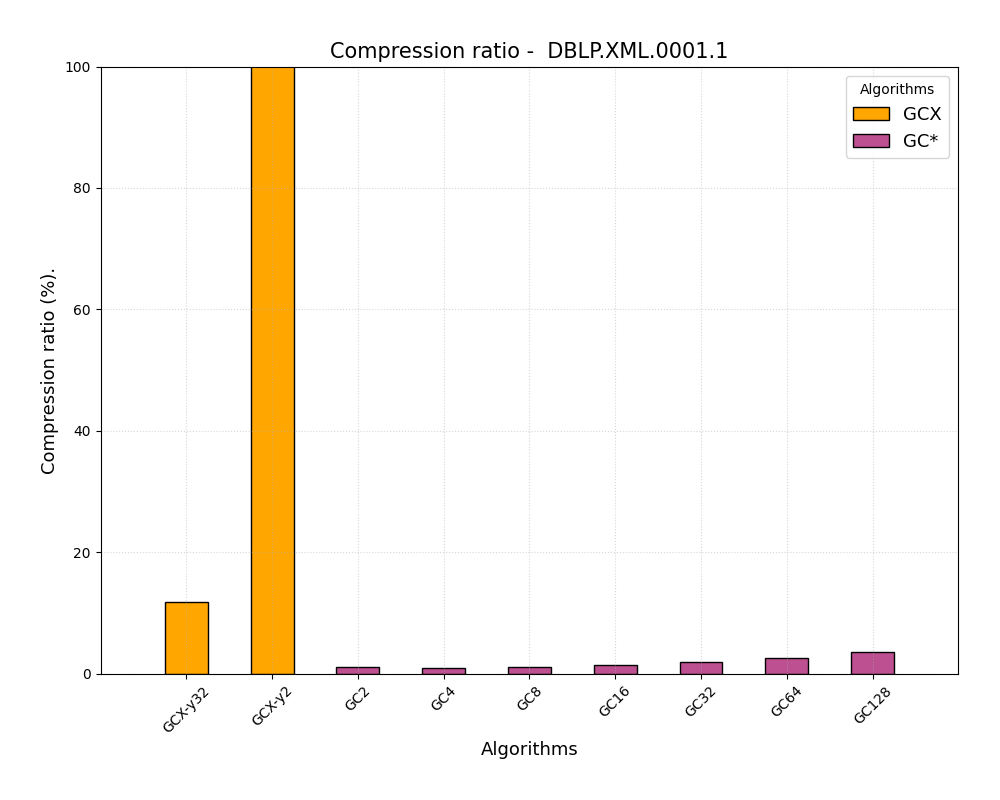 Compression ratio -  DBLP.XML.0001.1
Algorithms
GCX
GC*
Compression ratio (%).
100
80
60
40
20
0
GCX-y32
GCX-y2
GC2
GC4
GC8
GC16
GC32
GC64
GC128
Algorithms